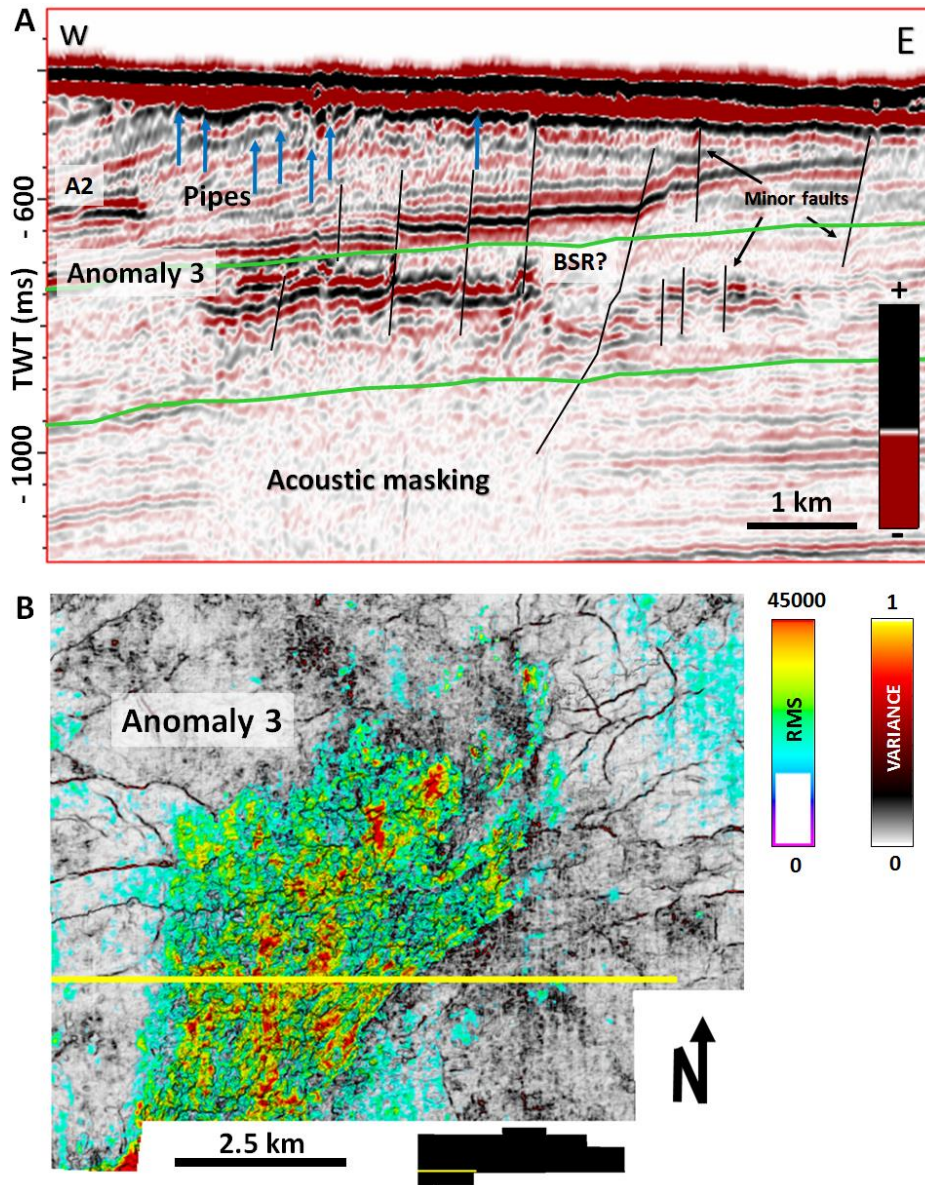 A
W
E
A2
Pipes
- 600
Minor faults
Anomaly 3
BSR?
+
TWT (ms)
- 1000
Acoustic masking
1 km
-
B
45000
1
Anomaly 3
RMS
VARIANCE
0
0
N
2.5 km